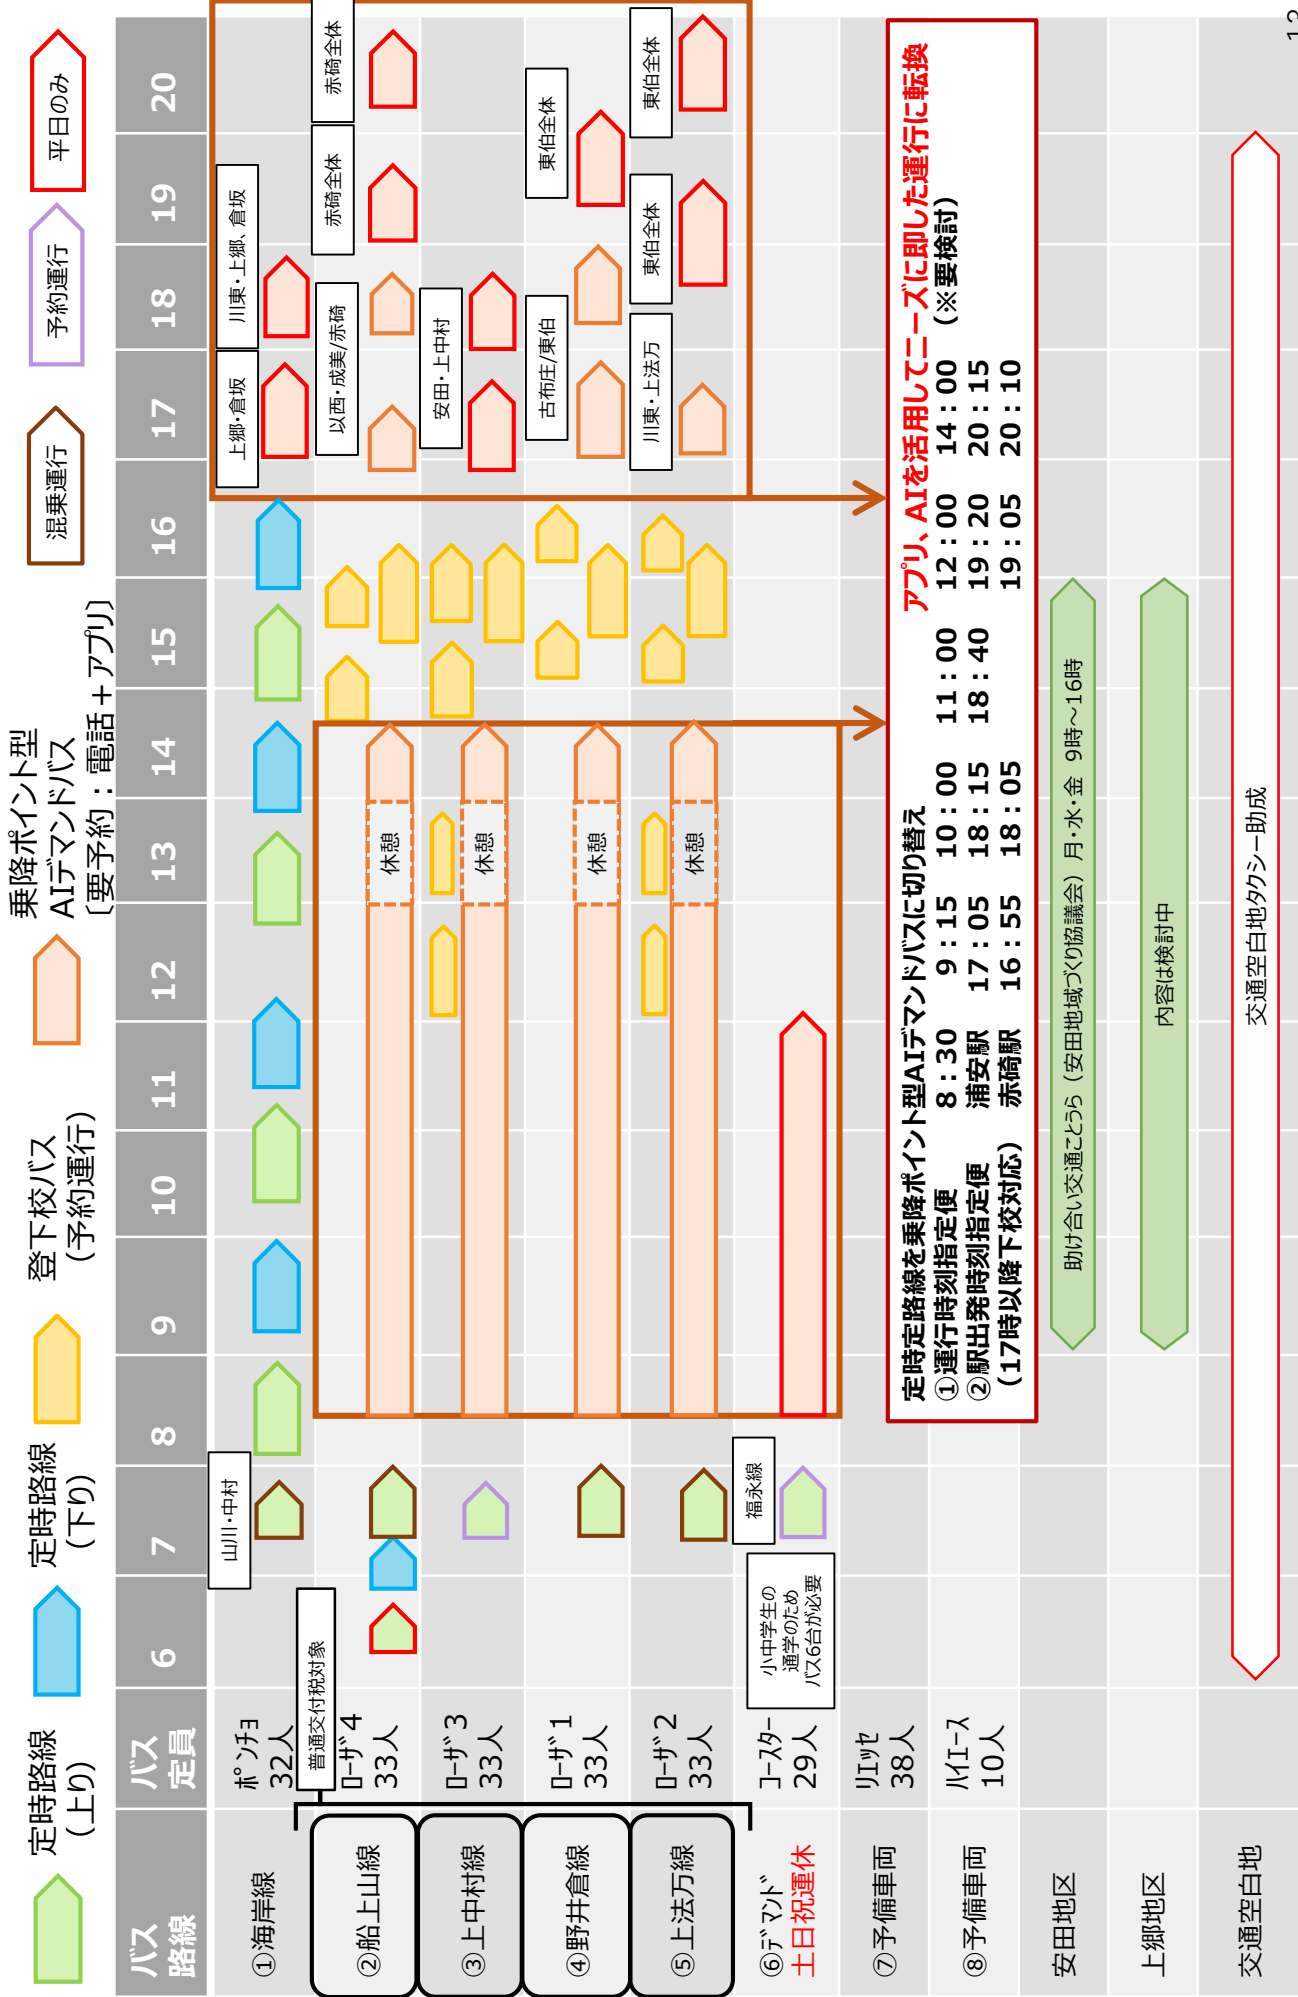 定時路線
（上り）
定時路線
（下り）
登下校バス
（予約運行）
乗降ポイント型
AIデマンドバス
〔要予約：電話＋アプリ〕
混乗運行
予約運行
平日のみ
バス
路線
バス
定員
6
7
8
9
10
11
12
13
14
15
16
17
18
19
20
①海岸線
ﾎﾟﾝﾁｮ
32人
山川・中村
上郷・倉坂
川東・上郷、倉坂
普通交付税対象
②船上山線
ﾛｰｻﾞ4
33人
休憩
以西・成美/赤碕
赤碕全体
赤碕全体
③上中村線
ﾛｰｻﾞ3
33人
休憩
安田・上中村
④野井倉線
ﾛｰｻﾞ1
33人
休憩
古布庄/東伯
東伯全体
⑤上法万線
ﾛｰｻﾞ2
33人
休憩
川東・上法万
東伯全体
東伯全体
⑥ﾃﾞﾏﾝﾄﾞ
土日祝運休
ｺｰｽﾀｰ
29人
小中学生の
通学のため
バス6台が必要
福永線
⑦予備車両
ﾘｴｯｾ
38人
⑧予備車両
ﾊｲｴｰｽ
10人
定時定路線を乗降ポイント型AIデマンドバスに切り替え
アプリ、AIを活用してニーズに即した運行に転換
①運行時刻指定便 8：30 9：15 10：00 11：00 12：00 14：00 （※要検討）
②駅出発時刻指定便 浦安駅 17：05 18：15 18：40 19：20 20：15
（17時以降下校対応） 赤碕駅 16：55 18：05 19：05 20：10
安田地区
助け合い交通ことうら（安田地域づくり協議会）月・水・金 9時～16時
上郷地区
内容は検討中
交通空白地
交通空白地タクシー助成